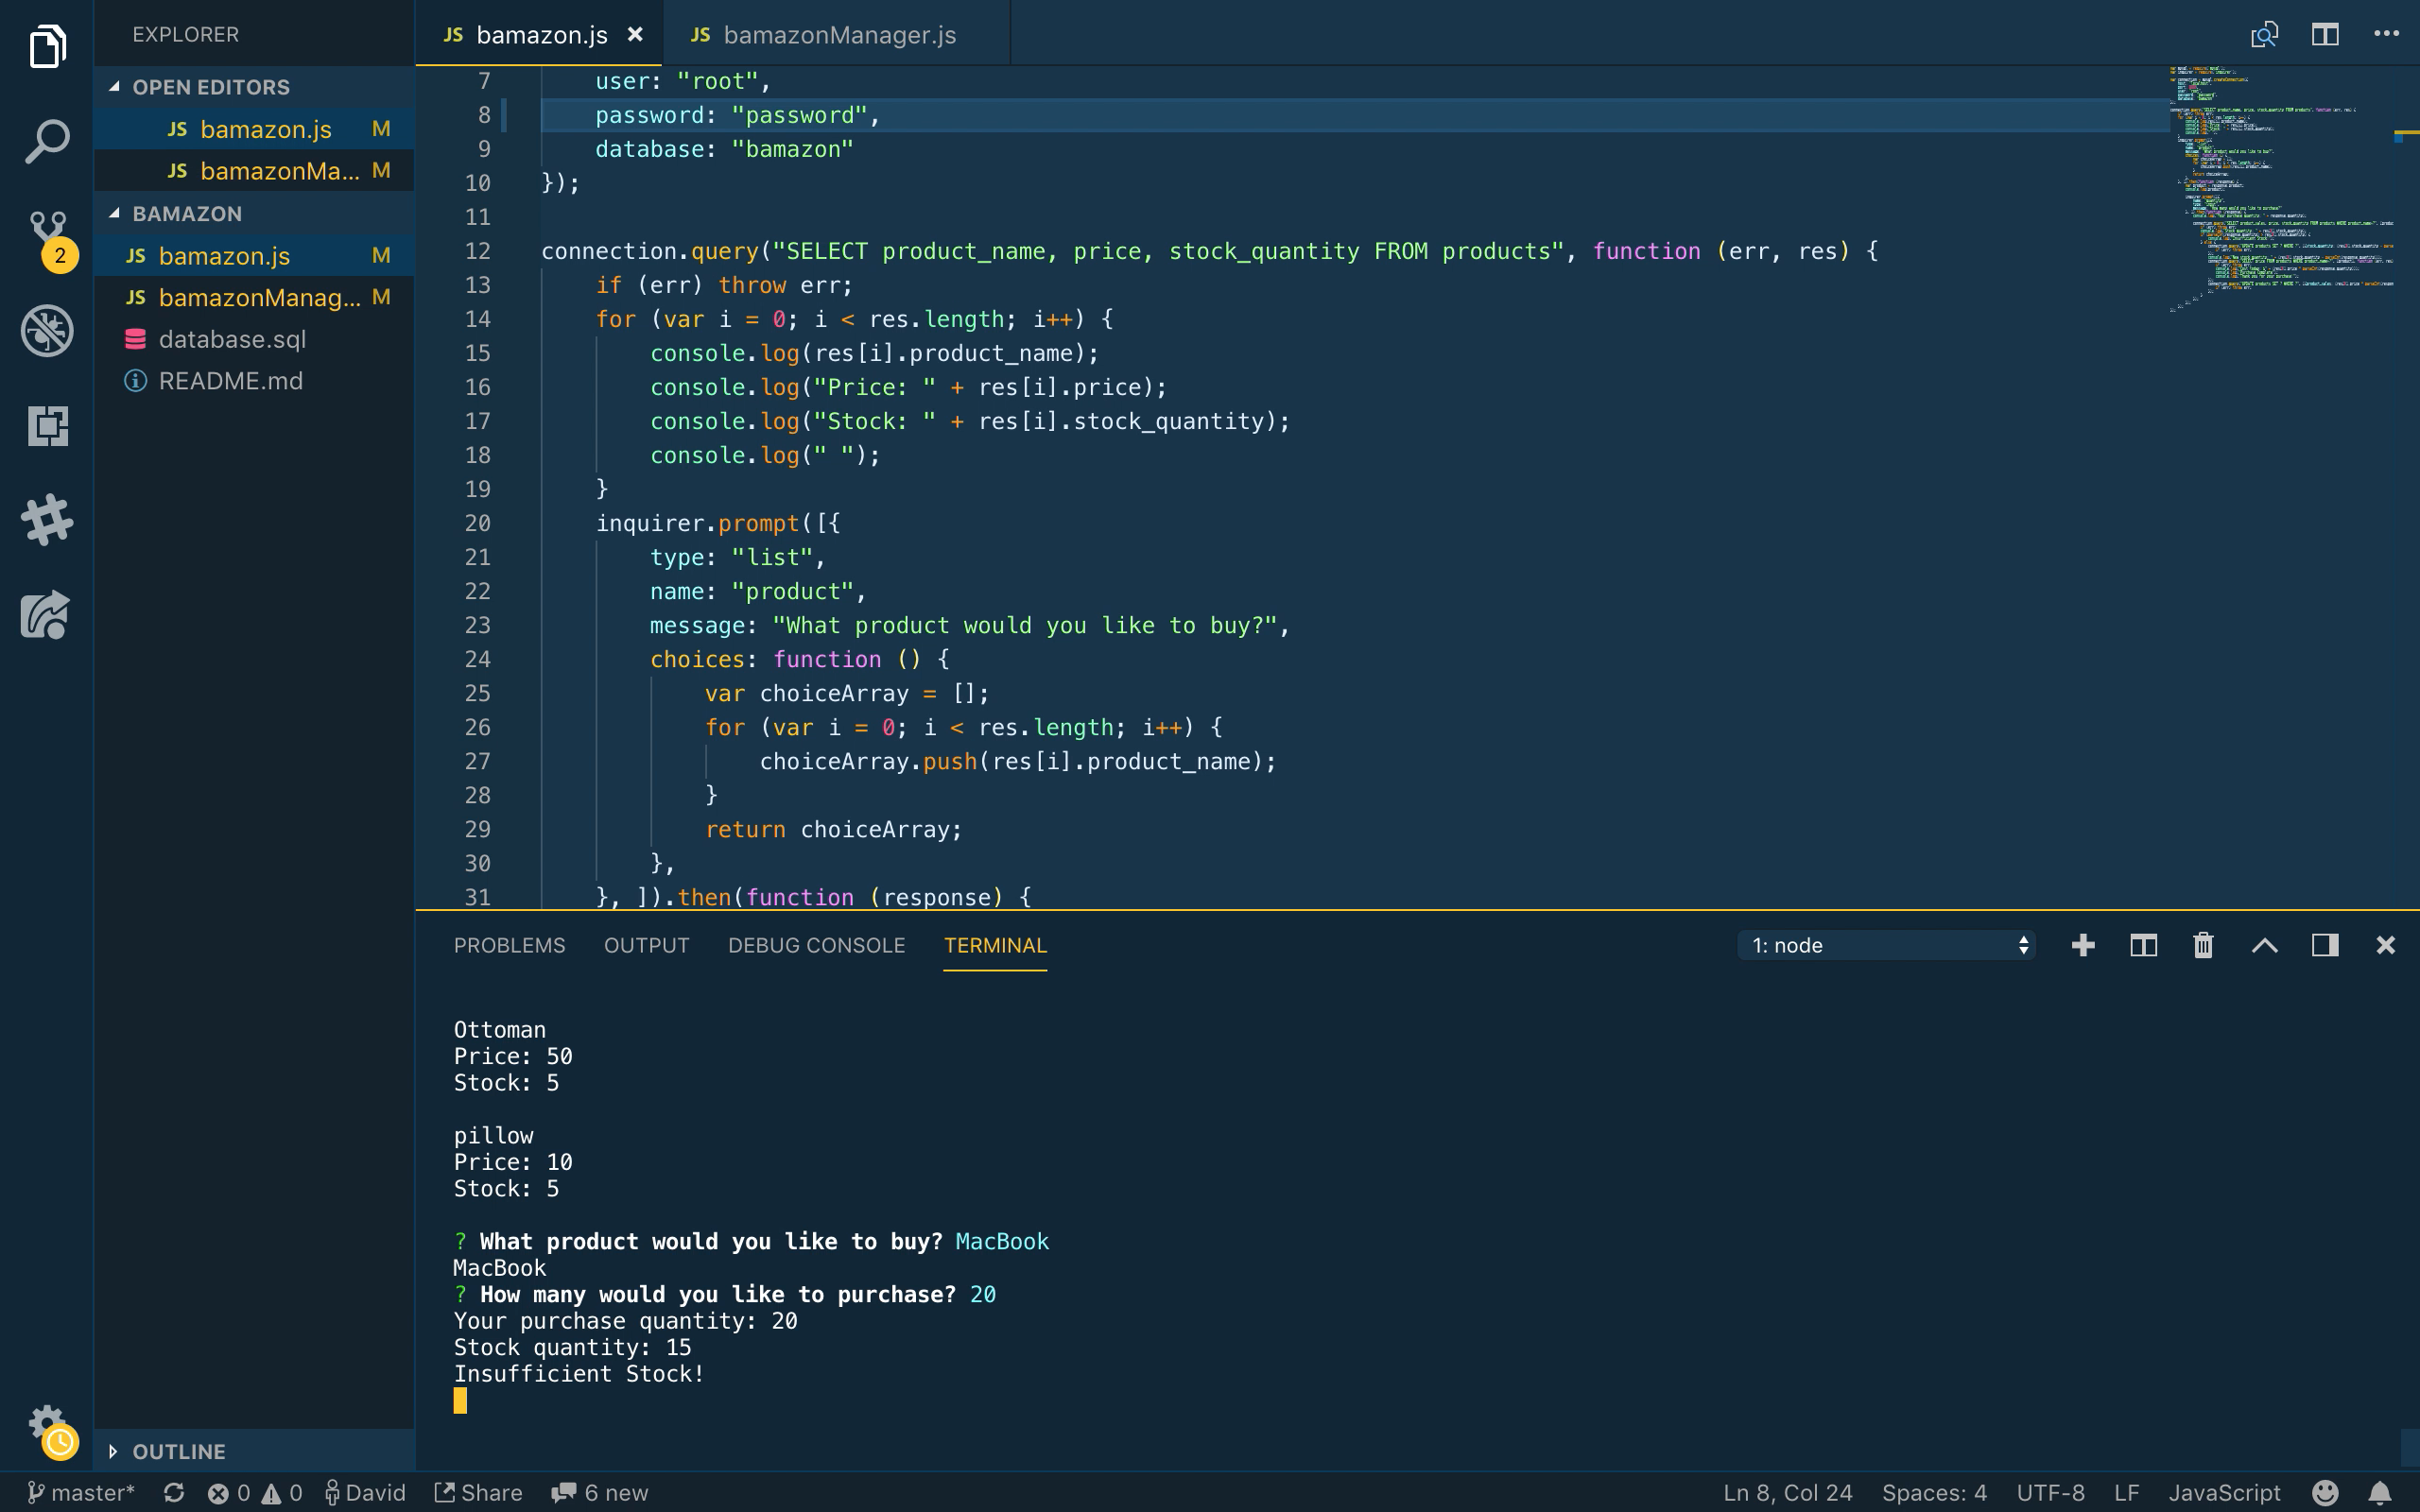 EXPLORER
OPEN EDITORS
JS bamazon.js M
JS bamazonMa... M
BAMAZON
2
JS bamazon.js M
JS bamazonManag... M
database.sql
README.md
OUTLINE
JS bamazon.js
JS bamazonManager.js
7 user: "root",
8 password: "password",
9 database: "bamazon"
10 });
11
12 connection.query("SELECT product_name, price, stock_quantity FROM products", function (err, res) {
13 if (err) throw err;
14 for (var i = 0; i < res.length; i++) {
15 console.log(res[i].product_name);
16 console.log("Price: " + res[i].price);
17 console.log("Stock: " + res[i].stock_quantity);
18 console.log(" ");
19 }
20 inquirer.prompt([{
21 type: "list",
22 name: "product",
23 message: "What product would you like to buy?",
24 choices: function () {
25 var choiceArray = [];
26 for (var i = 0; i < res.length; i++) {
27 choiceArray.push(res[i].product_name);
28 }
29 return choiceArray;
30 },
31 }, ]).then(function (response) {
PROBLEMS OUTPUT DEBUG CONSOLE TERMINAL 1: node
Ottoman
Price: 50
Stock: 5
pillow
Price: 10
Stock: 5
? What product would you like to buy? MacBook
MacBook
? How many would you like to purchase? 20
Your purchase quantity: 20
Stock quantity: 15
Insufficient Stock!
master* 0 0 David Share 6 new Ln 8, Col 24 Spaces: 4 UTF-8 LF JavaScript